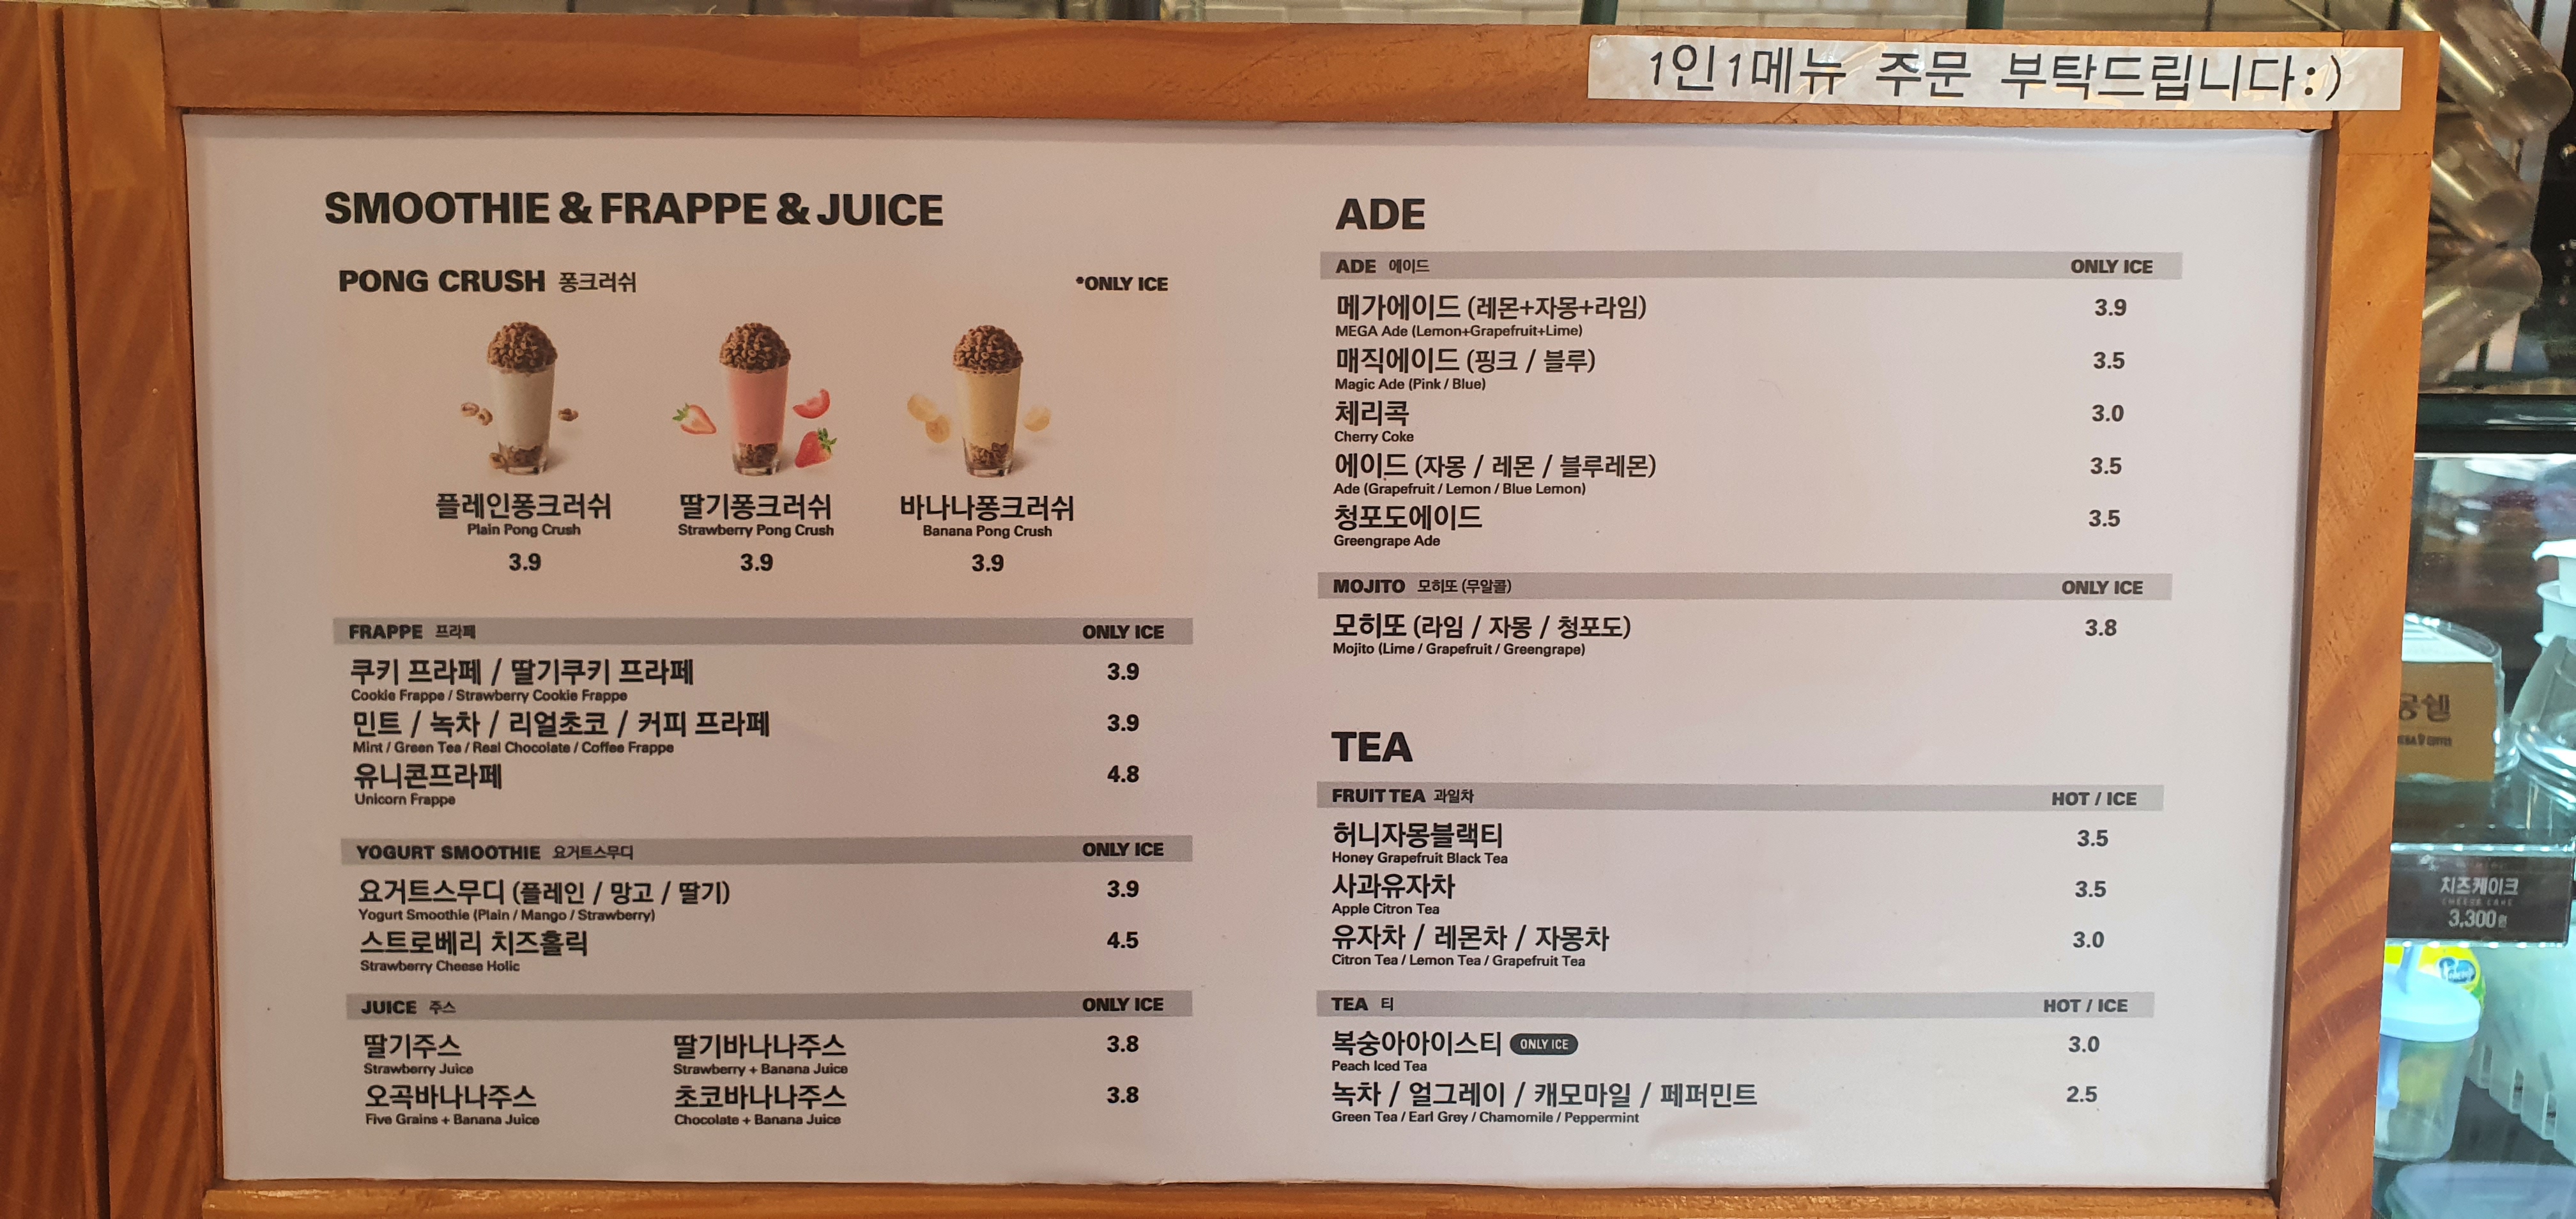 1인1메뉴 주문 부탁드립니다:)
SMOOTHIE & FRAPPE & JUICE
PONG CRUSH 퐁크러쉬
*ONLY ICE
플레인퐁크러쉬
Plain Pong Crush
3.9
딸기퐁크러쉬
Strawberry Pong Crush
3.9
바나나퐁크러쉬
Banana Pong Crush
3.9
FRAPPE 프라페 ONLY ICE
쿠키 프라페 / 딸기쿠키 프라페 3.9
Cookie Frappe / Strawberry Cookie Frappe
민트 / 녹차 / 리얼초코 / 커피 프라페 3.9
Mint / Green Tea / Real Chocolate / Coffee Frappe
유니콘프라페 4.8
Unicorn Frappe
YOGURT SMOOTHIE 요거트스무디 ONLY ICE
요거트스무디 (플레인 / 망고 / 딸기) 3.9
Yogurt Smoothie (Plain / Mango / Strawberry)
스트로베리 치즈홀릭 4.5
Strawberry Cheese Holic
JUICE 주스 ONLY ICE
딸기주스 딸기바나나주스 3.8
Strawberry Juice Strawberry + Banana Juice
오곡바나나주스 초코바나나주스 3.8
Five Grains + Banana Juice Chocolate + Banana Juice
ADE
ADE 에이드 ONLY ICE
메가에이드 (레몬+자몽+라임) 3.9
MEGA Ade (Lemon+Grapefruit+Lime)
매직에이드 (핑크 / 블루) 3.5
Magic Ade (Pink / Blue)
체리콕 3.0
Cherry Coke
에이드 (자몽 / 레몬 / 블루레몬) 3.5
Ade (Grapefruit / Lemon / Blue Lemon)
청포도에이드 3.5
Greengrape Ade
MOJITO 모히또 (무알콜) ONLY ICE
모히또 (라임 / 자몽 / 청포도) 3.8
Mojito (Lime / Grapefruit / Greengrape)
TEA
FRUIT TEA 과일차 HOT / ICE
허니자몽블랙티 3.5
Honey Grapefruit Black Tea
사과유자차 3.5
Apple Citron Tea
유자차 / 레몬차 / 자몽차 3.0
Citron Tea / Lemon Tea / Grapefruit Tea
TEA 티 HOT / ICE
복숭아아이스티 ONLY ICE 3.0
Peach Iced Tea
녹차 / 얼그레이 / 캐모마일 / 페퍼민트 2.5
Green Tea / Earl Grey / Chamomile / Peppermint
몽쉘
치즈케이크
CHEESE CAKE
3,300원